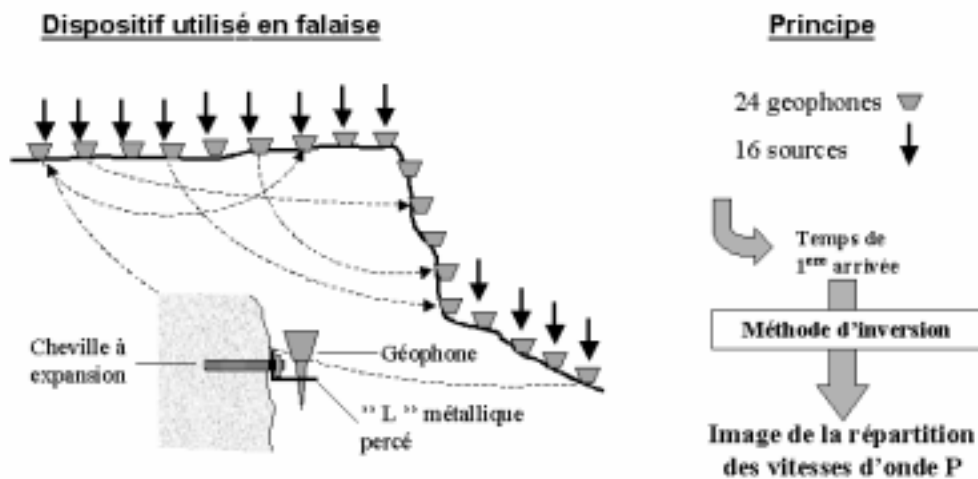 Dispositif utilisé en falaise
Cheville à
expansion
Géophone
" L " métallique
percé
Principe
24 geophones
16 sources
Temps de
1ere arrivée
Méthode d'inversion
Image de la répartition
des vitesses d'onde P